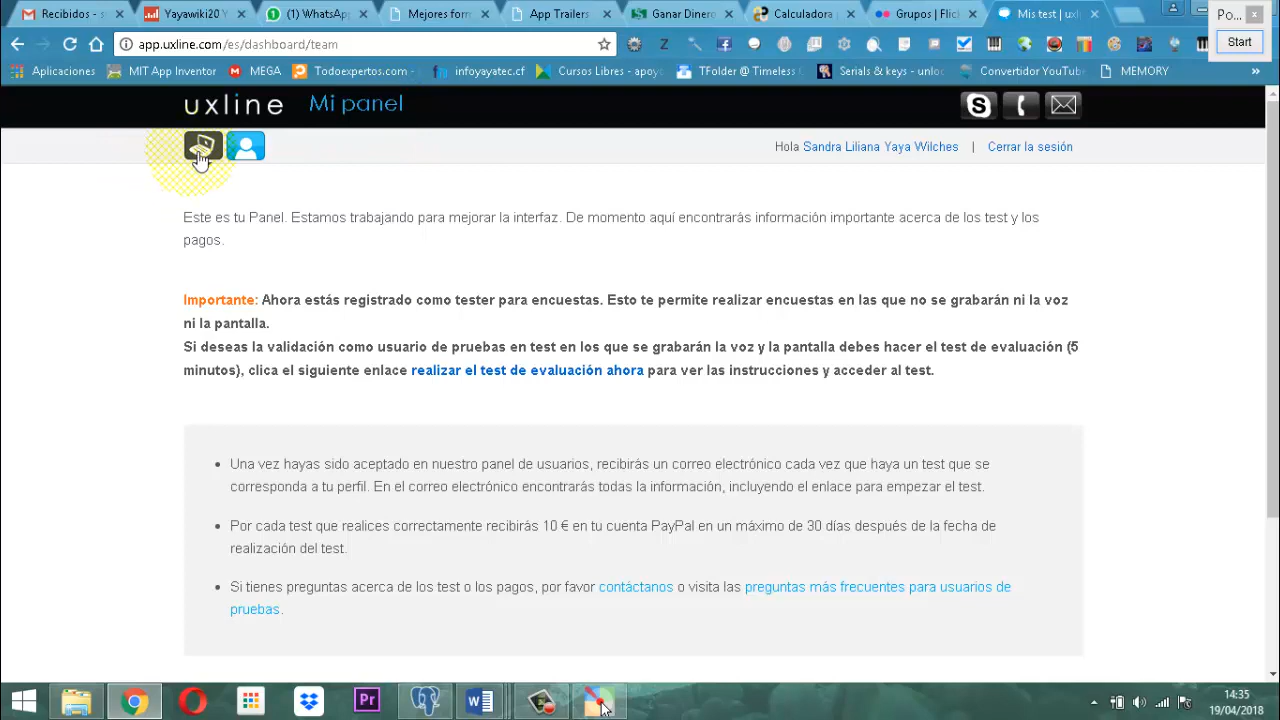 Recibidos - s
Yayawiki20
(1) WhatsA
Mejores for
App Trailers
Ganar Dinero
Calculadora
Grupos | Flick
Mis test | uxl
Po...
app.uxline.com/es/dashboard/team
Start
Aplicaciones
MIT App Inventor
MEGA
Todoexpertos.com -
infoyayatec.cf
Cursos Libres - apoy
TFolder @ Timeless
Serials & keys - unlo
Convertidor YouTub
MEMORY
»
uxline Mi panel
Hola Sandra Liliana Yaya Wilches | Cerrar la sesión
Este es tu Panel. Estamos trabajando para mejorar la interfaz. De momento aquí encontrarás información importante acerca de los test y los
pagos.
Importante: Ahora estás registrado como tester para encuestas. Esto te permite realizar encuestas en las que no se grabarán ni la voz
ni la pantalla.
Si deseas la validación como usuario de pruebas en test en los que se grabarán la voz y la pantalla debes hacer el test de evaluación (5
minutos), clica el siguiente enlace realizar el test de evaluación ahora para ver las instrucciones y acceder al test.
• Una vez hayas sido aceptado en nuestro panel de usuarios, recibirás un correo electrónico cada vez que haya un test que se
corresponda a tu perfil. En el correo electrónico encontrarás todas la información, incluyendo el enlace para empezar el test.
• Por cada test que realices correctamente recibirás 10 € en tu cuenta PayPal en un máximo de 30 días después de la fecha de
realización del test.
• Si tienes preguntas acerca de los test o los pagos, por favor contáctanos o visita las preguntas más frecuentes para usuarios de
pruebas.
Pr
14:35
19/04/2018